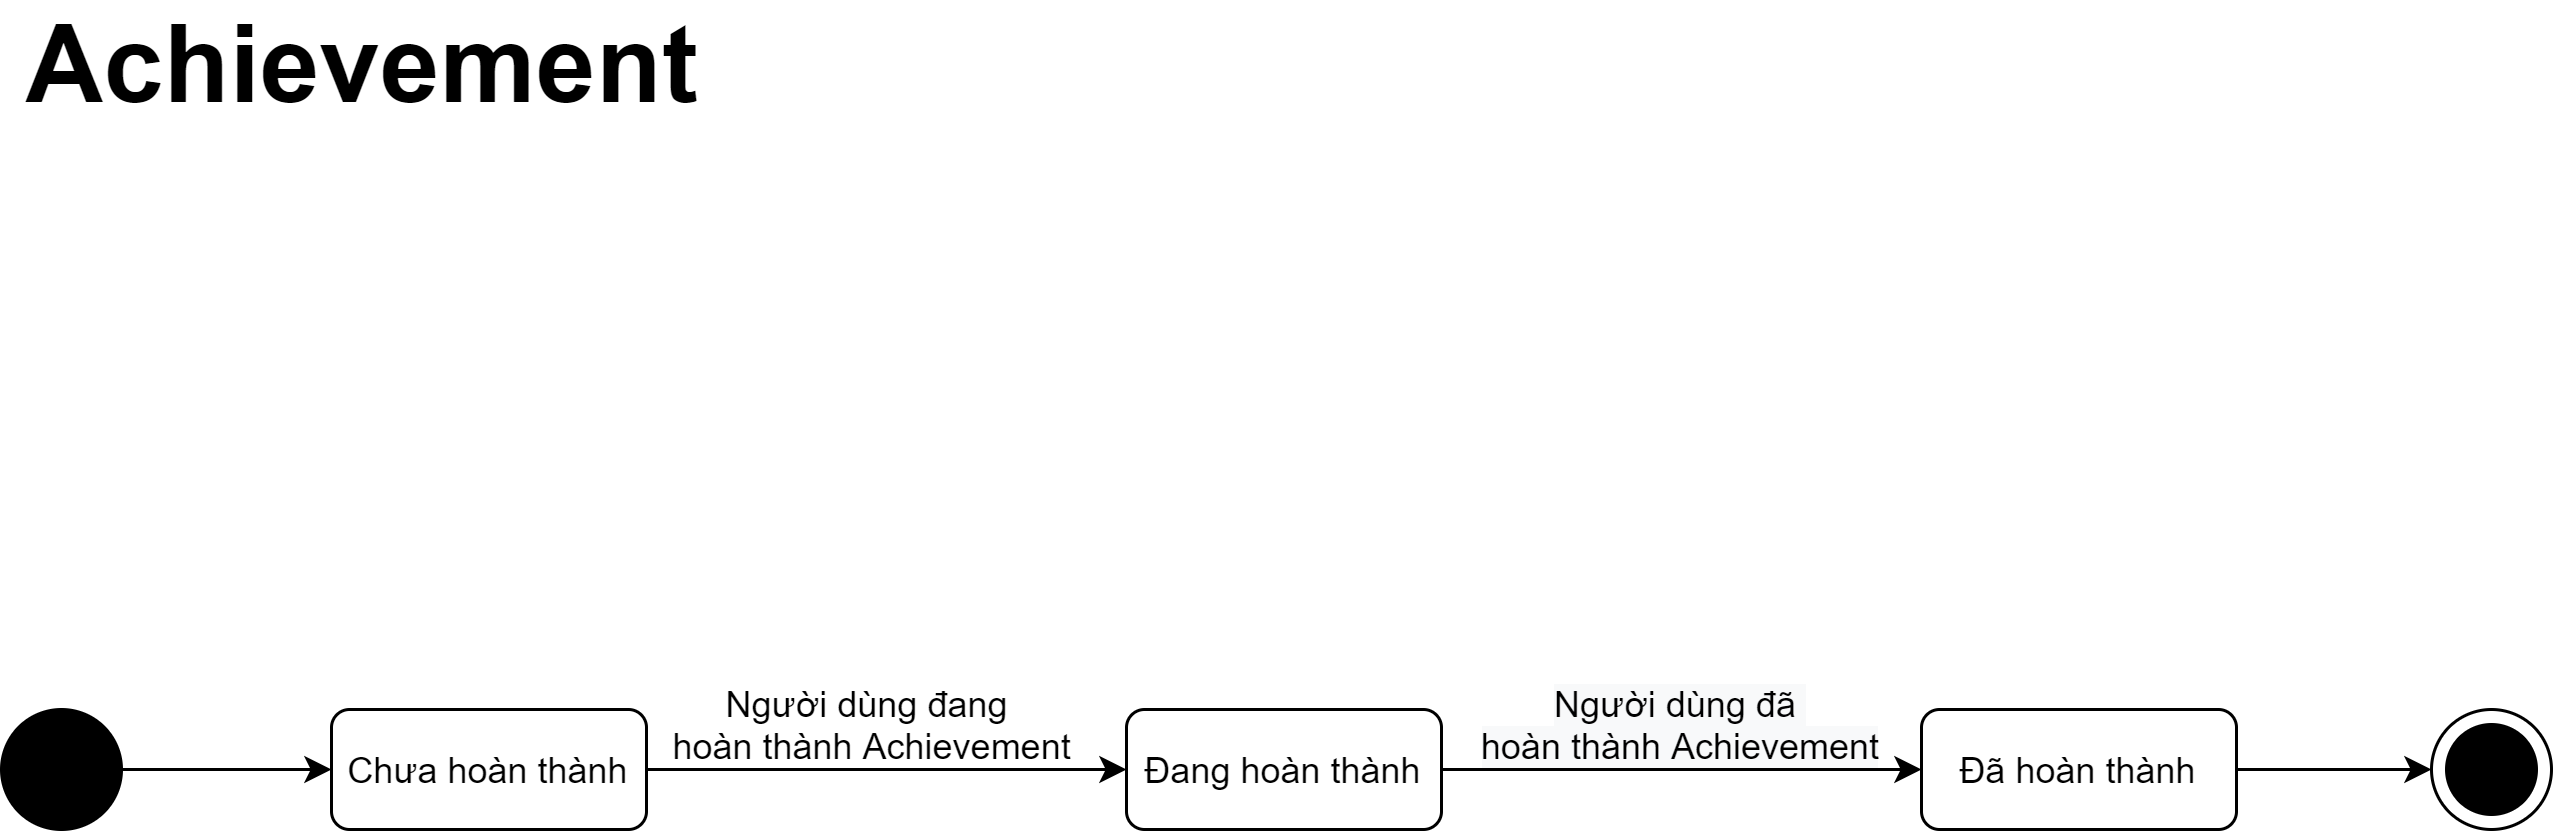 Achievement
Người dùng đang
hoàn thành Achievement
Người dùng đã
hoàn thành Achievement
Chưa hoàn thành
Đang hoàn thành
Đã hoàn thành